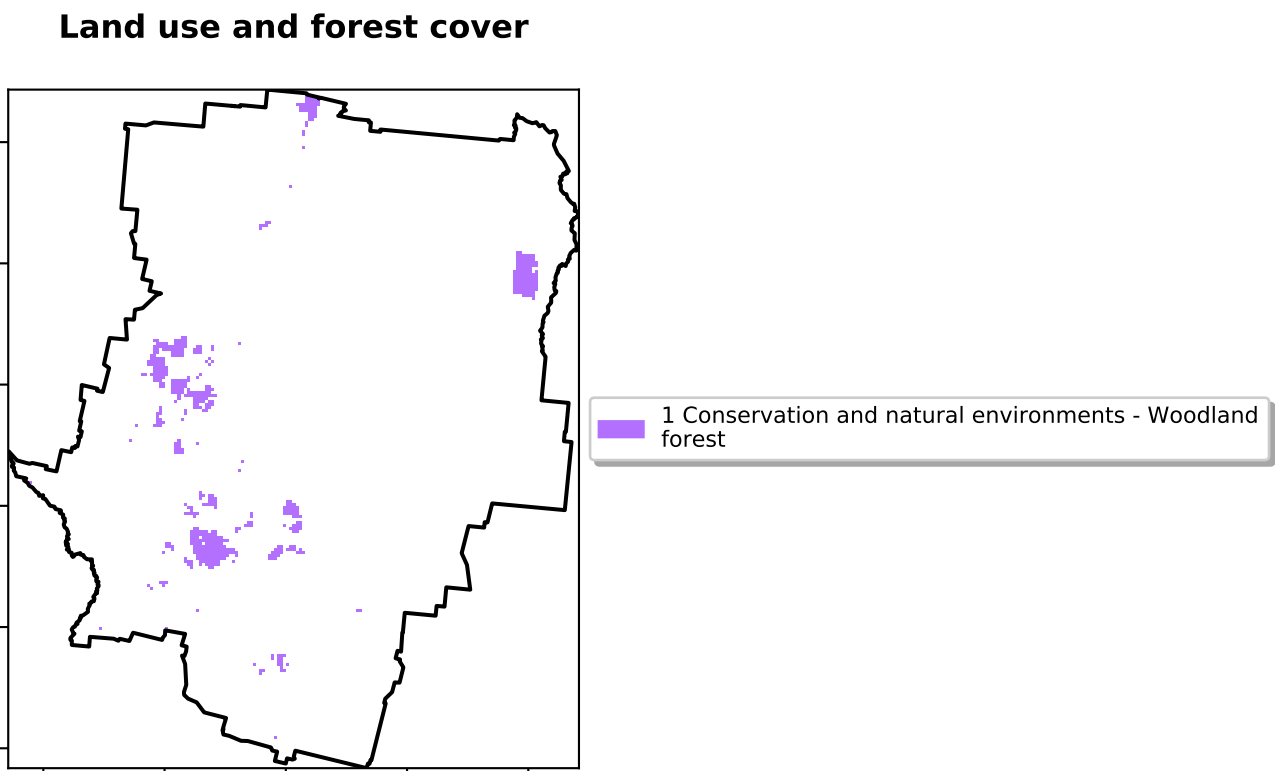 Land use and forest cover
1 Conservation and natural environments - Woodland
forest